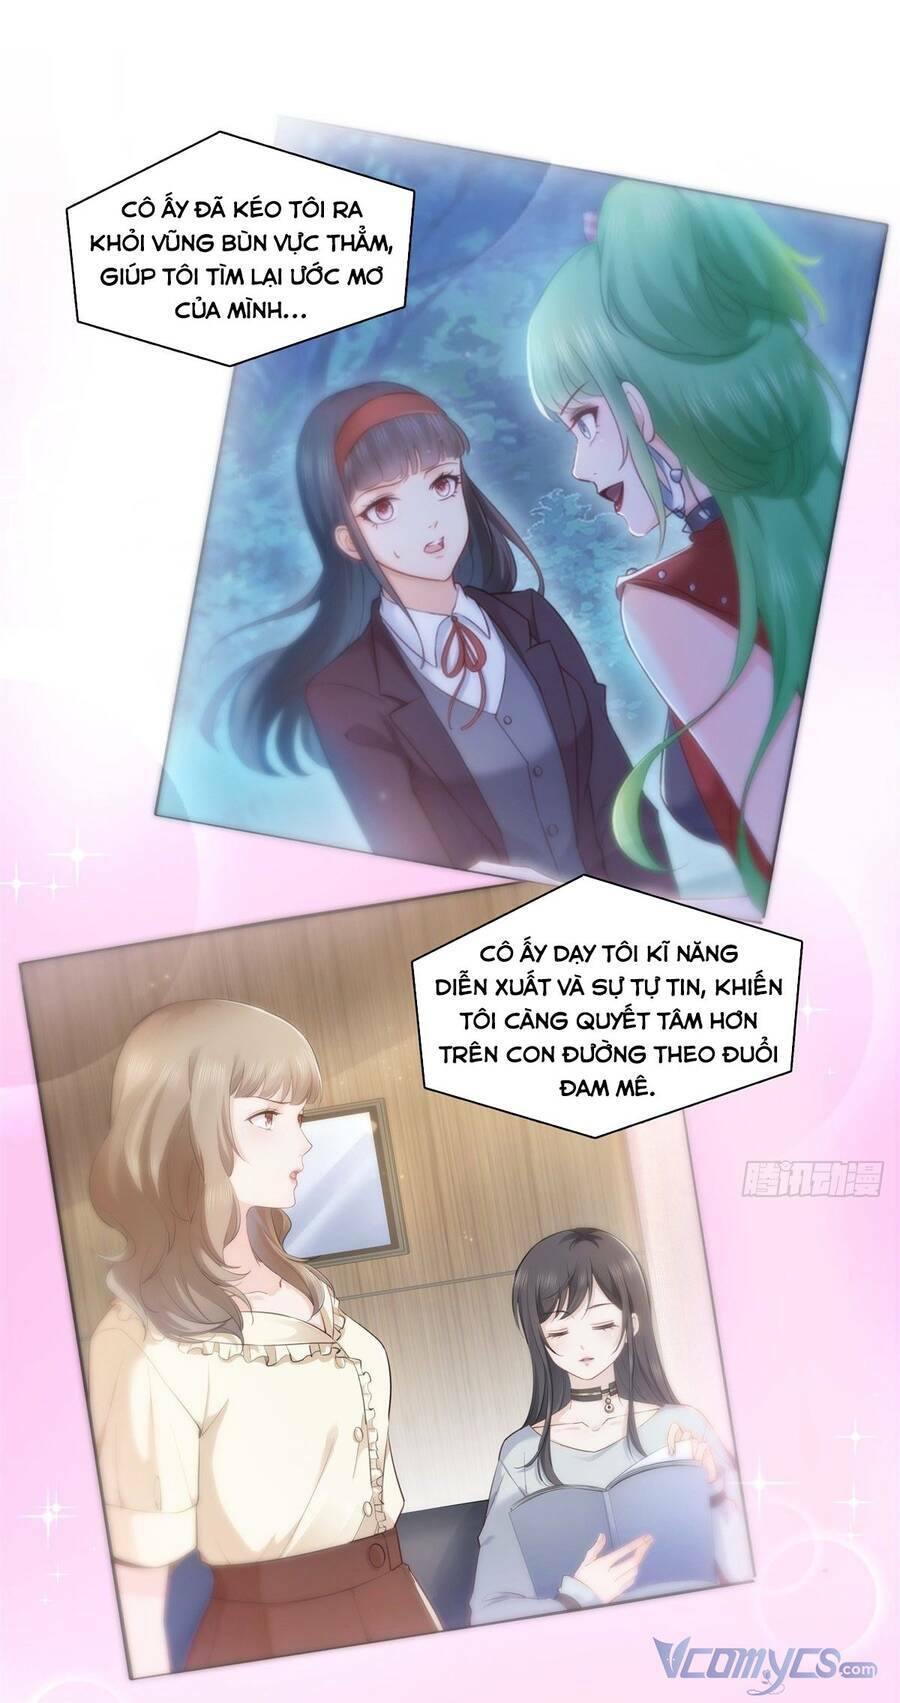 CÔ ẤY ĐÃ KÉO TÔI RA
KHỎI VŨNG BÙN VỰC THẲM,
GIÚP TÔI TÌM LẠI ƯỚC MƠ
CỦA MÌNH...
CÔ ẤY DẠY TÔI KĨ NĂNG
DIỄN XUẤT VÀ SỰ TỰ TIN, KHIẾN
TÔI CÀNG QUYẾT TÂM HƠN
TRÊN CON ĐƯỜNG THEO ĐUỔI
ĐAM MÊ.
腾讯动漫
VCOMYCS.com